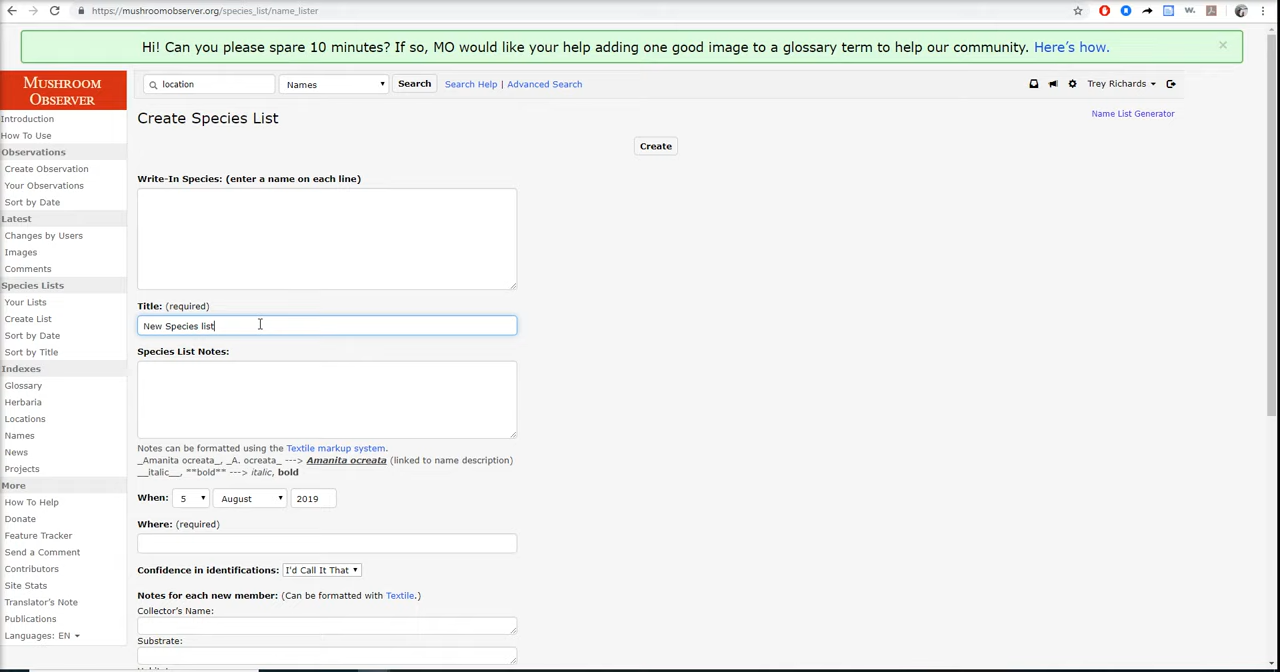 https://mushroomobserver.org/species_list/name_lister
W.
Hi! Can you please spare 10 minutes? If so, MO would like your help adding one good image to a glossary term to help our community. Here's how.
×
MUSHROOM
OBSERVER
location
Names
Search
Search Help | Advanced Search
Trey Richards
Introduction
How To Use
Observations
Create Observation
Your Observations
Sort by Date
Latest
Changes by Users
Images
Comments
Species Lists
Your Lists
Create List
Sort by Date
Sort by Title
Indexes
Glossary
Herbaria
Locations
Names
News
Projects
More
How To Help
Donate
Feature Tracker
Send a Comment
Contributors
Site Stats
Translator's Note
Publications
Languages: EN
Create Species List
Name List Generator
Create
Write-In Species: (enter a name on each line)
Title: (required)
New Species list
Species List Notes:
Notes can be formatted using the Textile markup system.
_Amanita ocreata_, _A. ocreata_ ---> Amanita ocreata (linked to name description)
__italic__, **bold** ---> italic, bold
When: 5 August 2019
Where: (required)
Confidence in identifications: I'd Call It That
Notes for each new member: (Can be formatted with Textile.)
Collector's Name:
Substrate: